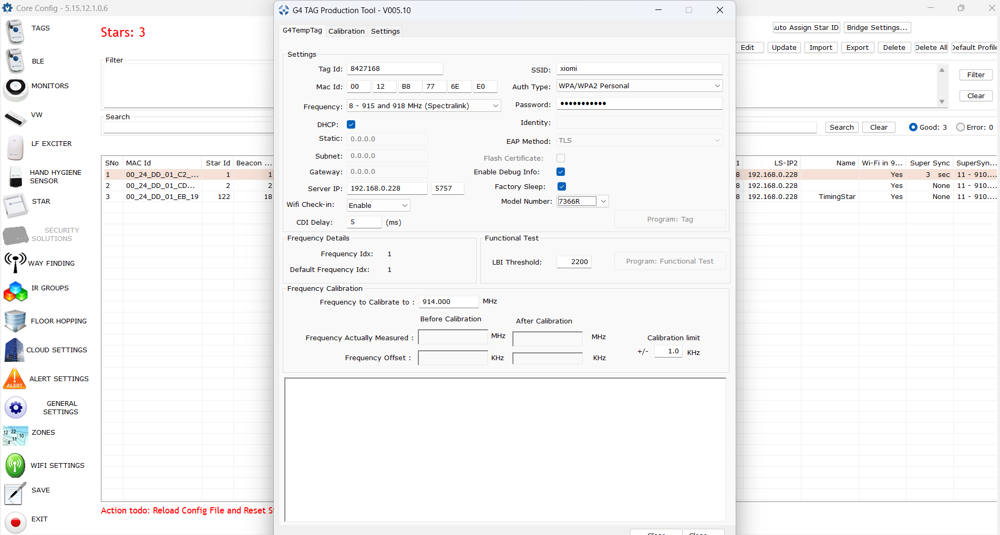 Core Config - 5.15.12.1.0.6
TAGS
BLE
MONITORS
VW
LF EXCITER
HAND HYGIENE
SENSOR
STAR
SECURITY
SOLUTIONS
WAY FINDING
IR GROUPS
FLOOR HOPPING
CLOUD SETTINGS
ALERT
ALERT SETTINGS
GENERAL
SETTINGS
ZONES
WIFI SETTINGS
SAVE
EXIT
Stars: 3
Filter
Search
SNo MAC Id Star Id Beacon ...
1 00_24_DD_01_C2_... 1 1
2 00_24_DD_01_CD... 2 2
3 00_24_DD_01_EB_19 122 18
Action todo: Reload Config File and Reset S
G4 TAG Production Tool - V005.10
G4TempTag Calibration Settings
Settings
Tag Id: 8427168
Mac Id: 00 12 B8 77 6E E0
Frequency: 8 - 915 and 918 MHz (Spectralink)
DHCP:
Static: 0.0.0.0
Subnet: 0.0.0.0
Gateway: 0.0.0.0
Server IP: 192.168.0.228 5757
Wifi Check-in: Enable
CDI Delay: 5 (ms)
SSID: xiomi
Auth Type: WPA/WPA2 Personal
Password: ●●●●●●●●●●●
Identity:
EAP Method: TLS
Flash Certificate:
Enable Debug Info:
Factory Sleep:
Model Number: 7366R
Program: Tag
Frequency Details
Frequency Idx: 1
Default Frequency Idx: 1
Functional Test
LBI Threshold: 2200
Program: Functional Test
Frequency Calibration
Frequency to Calibrate to : 914.000 MHz
Before Calibration After Calibration
Frequency Actually Measured : MHz MHz
Frequency Offset : KHz KHz
Calibration limit
+/- 1.0 KHz
Clear Close
uto Assign Star ID Bridge Settings...
Edit Update Import Export Delete Delete All Default Profile
Filter
Clear
Search Clear Good: 3 Error: 0
1 LS-IP2 Name Wi-Fi in 9... Super Sync SuperSyn...
8 192.168.0.228 Yes 3 sec 11 - 910....
8 192.168.0.228 Yes None 11 - 910....
8 192.168.0.228 TimingStar Yes None 11 - 910....